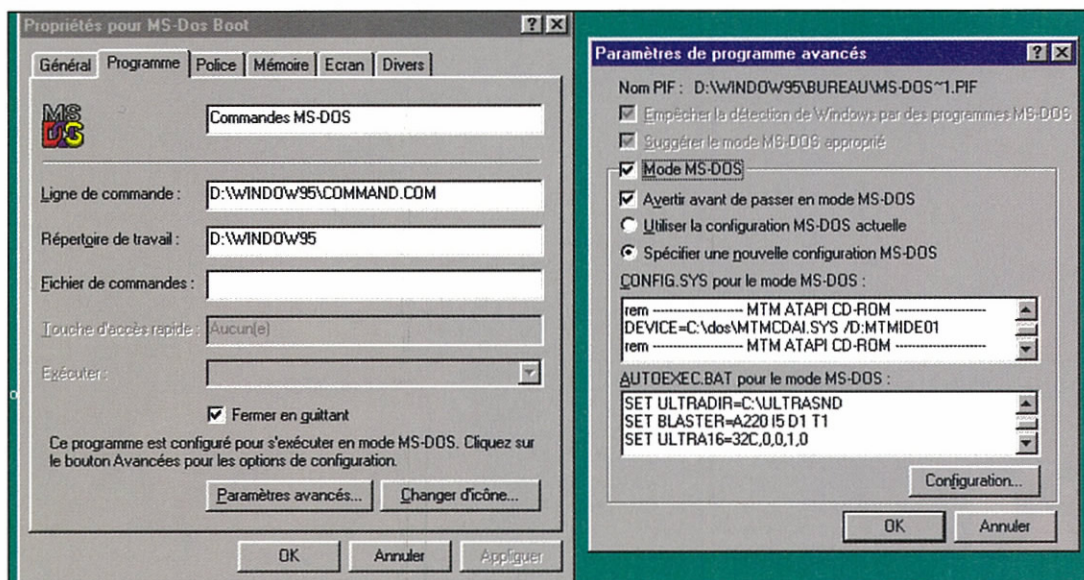 Propriétés pour MS-Dos Boot
Général Programme Police Mémoire Ecran Divers
MS
DOS
Commandes MS-DOS
Ligne de commande : D:\WINDOW95\COMMAND.COM
Répertoire de travail : D:\WINDOW95
Fichier de commandes :
Touche d'accès rapide : Aucun(e)
Exécuter :
Fermer en quittant
Ce programme est configuré pour s'exécuter en mode MS-DOS. Cliquez sur
le bouton Avancées pour les options de configuration.
Paramètres avancés... Changer d'icône...
OK Annuler Appliquer
Paramètres de programme avancés
Nom PIF : D:\WINDOW95\BUREAU\MS-DOS~1.PIF
Empêcher la détection de Windows par des programmes MS-DOS
Suggérer le mode MS-DOS approprié
Mode MS-DOS
Avertir avant de passer en mode MS-DOS
Utiliser la configuration MS-DOS actuelle
Spécifier une nouvelle configuration MS-DOS
CONFIG.SYS pour le mode MS-DOS :
rem -------------------- MTM ATAPI CD-ROM --------------------
DEVICE=C:\dos\MTMCDAI.SYS /D:MTMIDE01
rem -------------------- MTM ATAPI CD-ROM --------------------
AUTOEXEC.BAT pour le mode MS-DOS :
SET ULTRADIR=C:\ULTRASND
SET BLASTER=A220 I5 D1 T1
SET ULTRA16=32C,0,0,1,0
Configuration...
OK Annuler